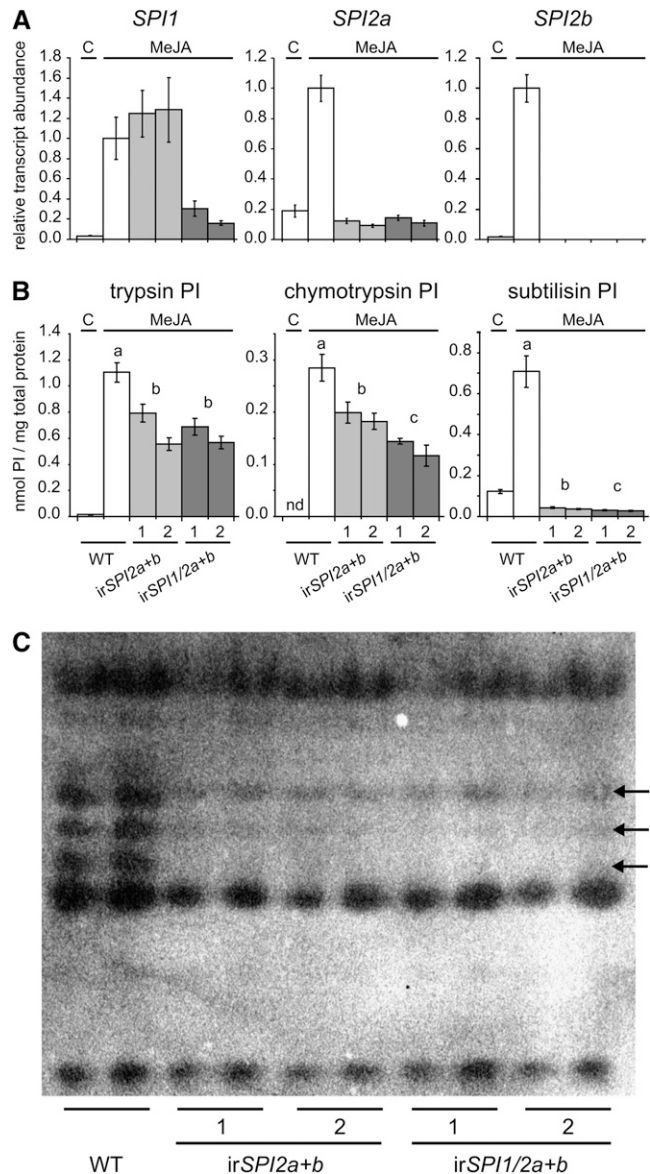 A SPI1 SPI2a SPI2b
C MeJA C MeJA C MeJA
relative transcript abundance
1.8 1.6 1.4 1.2 1.0 0.8 0.6 0.4 0.2 0.0
1.2 1.0 0.8 0.6 0.4 0.2 0.0
1.2 1.0 0.8 0.6 0.4 0.2 0.0
B trypsin PI chymotrypsin PI subtilisin PI
C MeJA C MeJA C MeJA
nmol PI / mg total protein
1.4 1.2 1.0 0.8 0.6 0.4 0.2 0.0
a b b
0.3 0.2 0.1 0.0
nd a b c
0.8 0.6 0.4 0.2 0.0
a b c
1 2 1 2 1 2 1 2 1 2 1 2
WT irSPI2a+b irSPI1/2a+b WT irSPI2a+b irSPI1/2a+b WT irSPI2a+b irSPI1/2a+b
C
1 2 1 2
WT irSPI2a+b irSPI1/2a+b